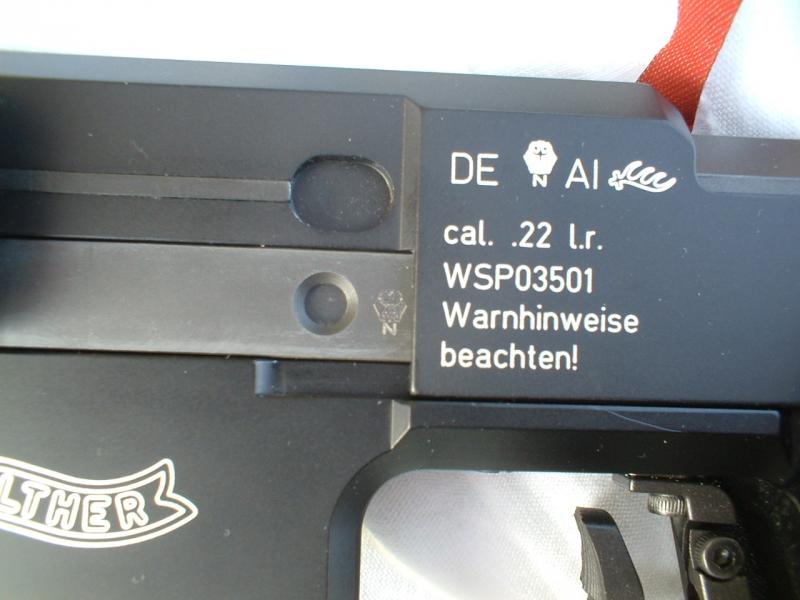 DE N AI
cal. .22 l.r.
WSP03501
Warnhinweise
beachten!
N
LTHER